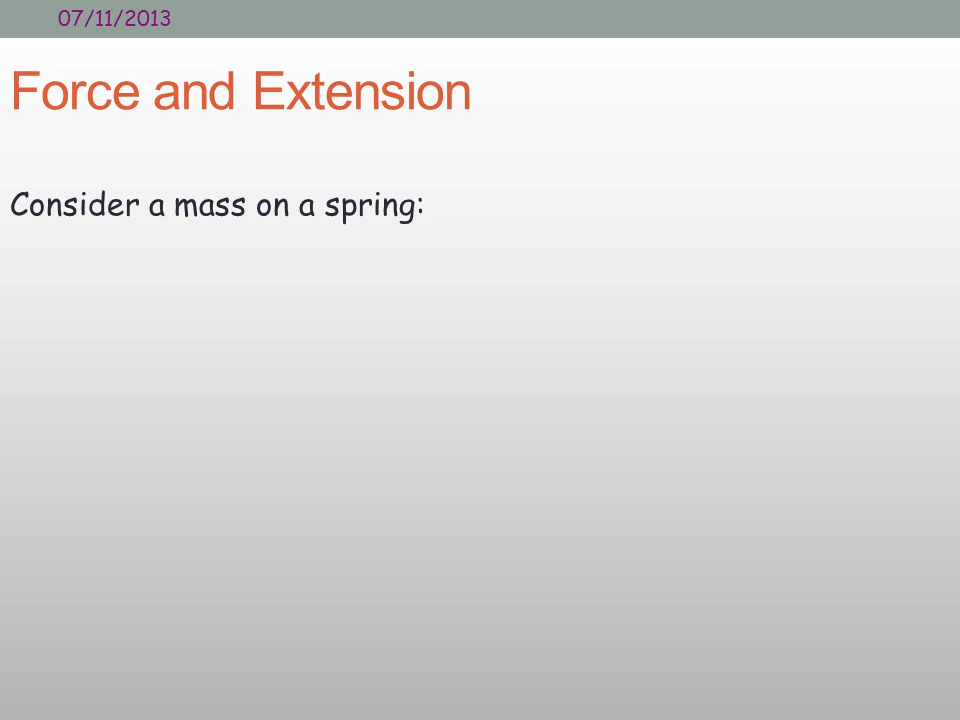 07/11/2013
Force and Extension
Consider a mass on a spring: